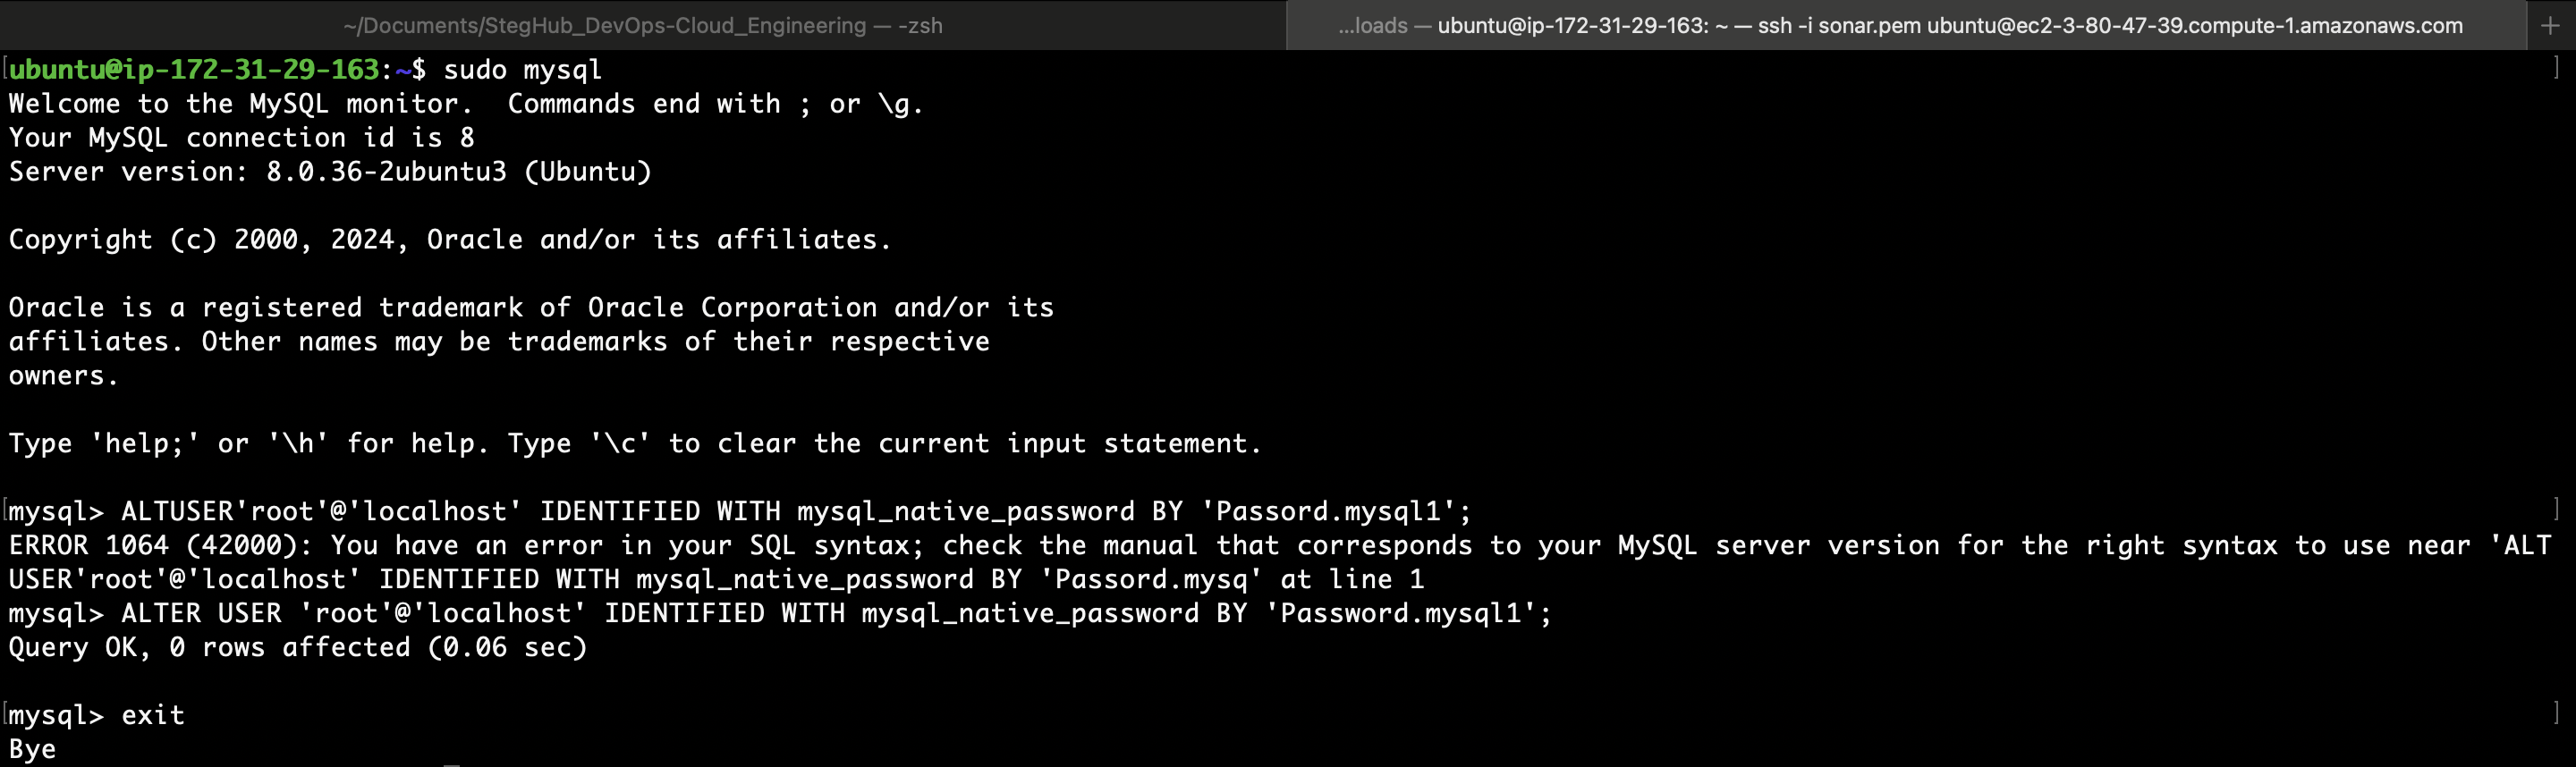 ~/Documents/StegHub_DevOps-Cloud_Engineering — -zsh
...loads — ubuntu@ip-172-31-29-163: ~ — ssh -i sonar.pem ubuntu@ec2-3-80-47-39.compute-1.amazonaws.com
ubuntu@ip-172-31-29-163:~$ sudo mysql
Welcome to the MySQL monitor.  Commands end with ; or \g.
Your MySQL connection id is 8
Server version: 8.0.36-2ubuntu3 (Ubuntu)

Copyright (c) 2000, 2024, Oracle and/or its affiliates.

Oracle is a registered trademark of Oracle Corporation and/or its
affiliates. Other names may be trademarks of their respective
owners.

Type 'help;' or '\h' for help. Type '\c' to clear the current input statement.

mysql> ALTUSER'root'@'localhost' IDENTIFIED WITH mysql_native_password BY 'Passord.mysql1';
ERROR 1064 (42000): You have an error in your SQL syntax; check the manual that corresponds to your MySQL server version for the right syntax to use near 'ALT
USER'root'@'localhost' IDENTIFIED WITH mysql_native_password BY 'Passord.mysq' at line 1
mysql> ALTER USER 'root'@'localhost' IDENTIFIED WITH mysql_native_password BY 'Password.mysql1';
Query OK, 0 rows affected (0.06 sec)

mysql> exit
Bye